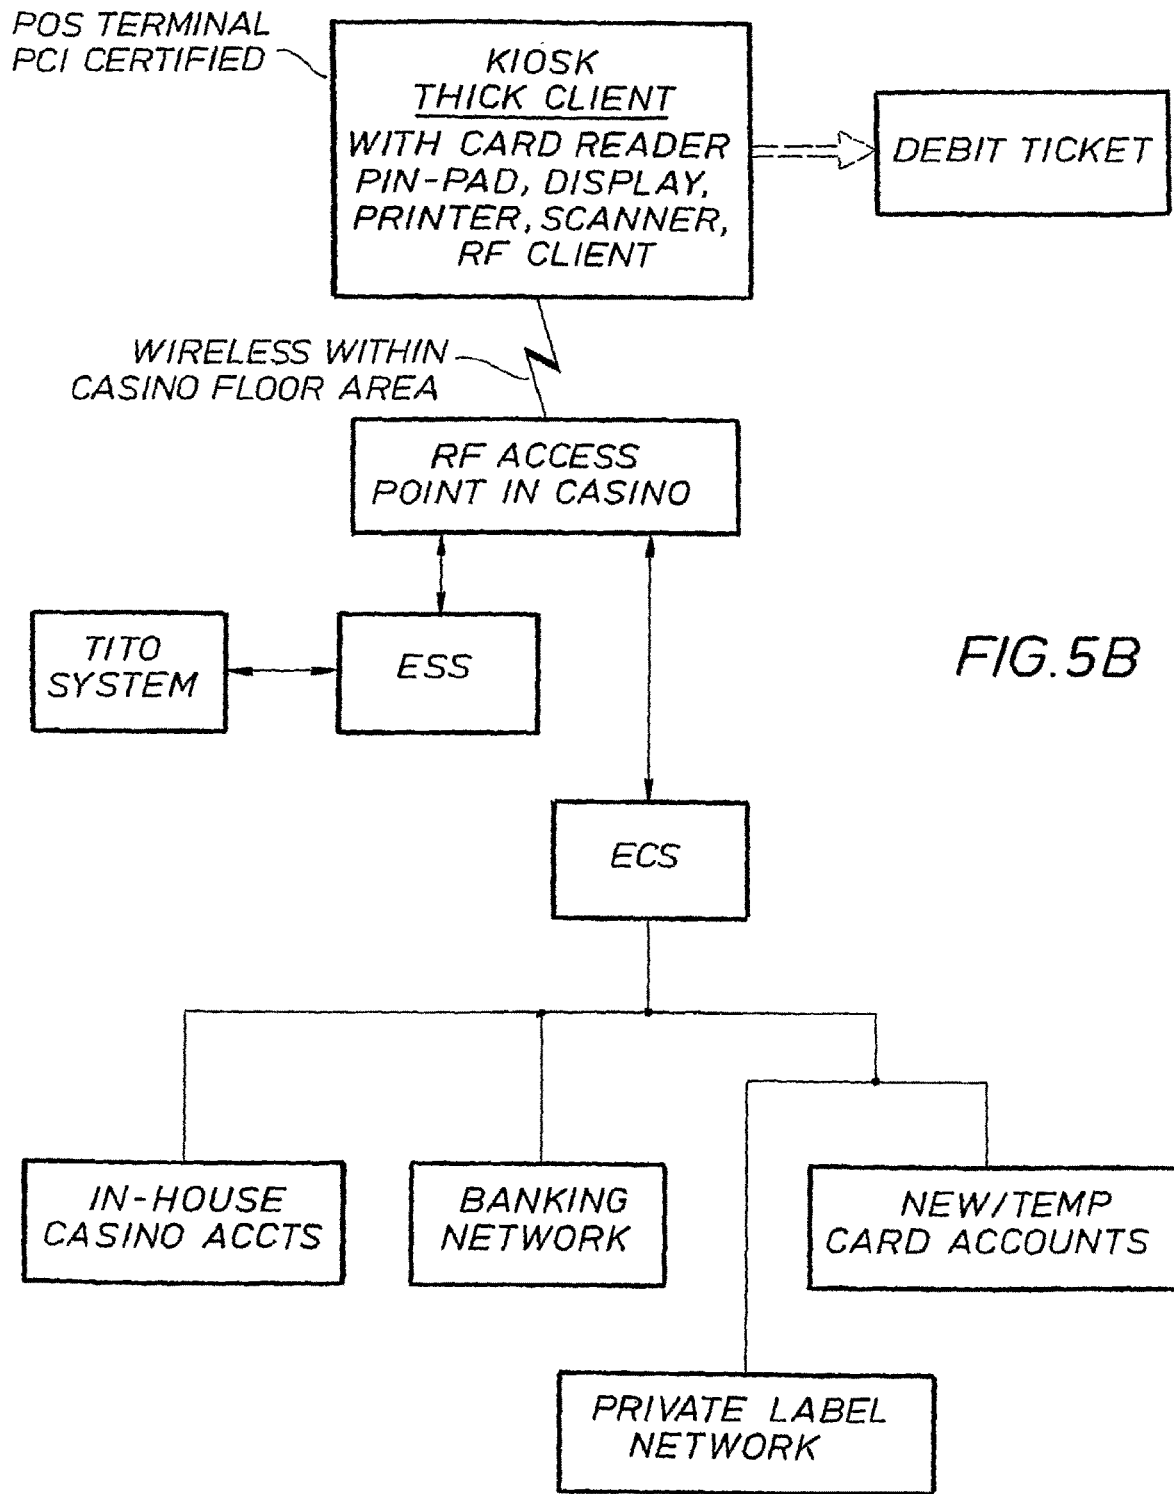 POS TERMINAL
PCI CERTIFIED
KIOSK
THICK CLIENT
WITH CARD READER
PIN-PAD, DISPLAY,
PRINTER, SCANNER,
RF CLIENT
DEBIT TICKET
WIRELESS WITHIN
CASINO FLOOR AREA
RF ACCESS
POINT IN CASINO
TITO
SYSTEM
ESS
FIG. 5B
ECS
IN-HOUSE
CASINO ACCTS
BANKING
NETWORK
NEW/TEMP
CARD ACCOUNTS
PRIVATE LABEL
NETWORK